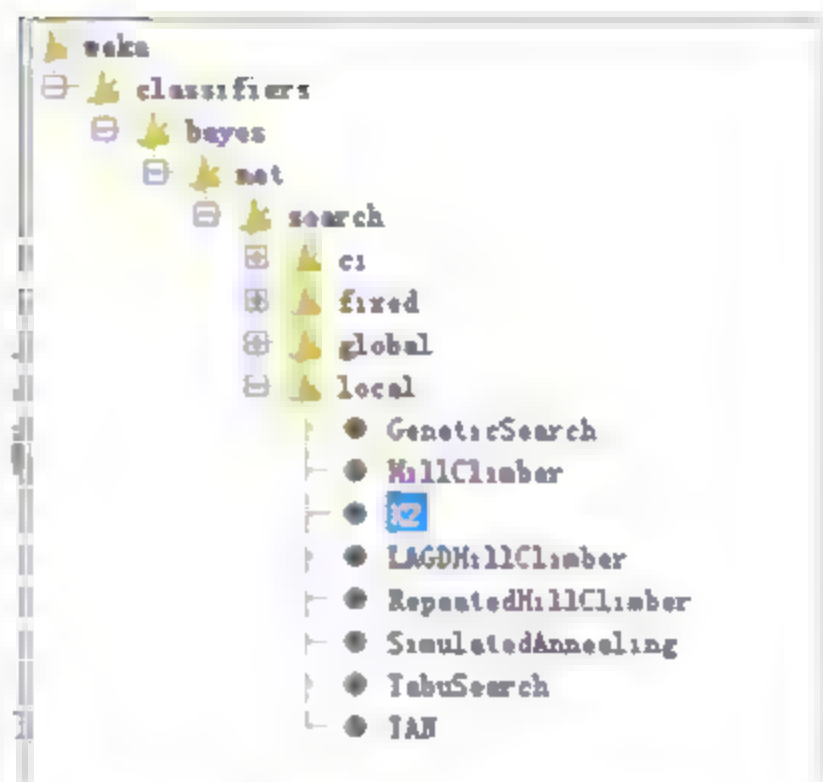 weka
classifiers
bayes
net
search
ci
fixed
global
local
GeneticSearch
HillClimber
K2
LAGDHillClimber
RepeatedHillClimber
SimulatedAnnealing
TabuSearch
TAN